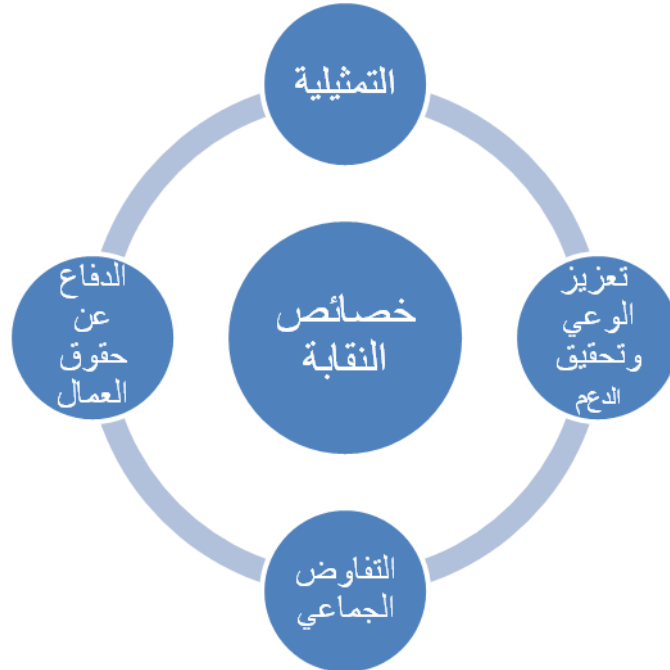 التمثيلية
تعزيز
الوعي
وتحقيق
الدعم
التفاوض
الجماعي
الدفاع
عن
حقوق
العمال
خصائص
النقابة